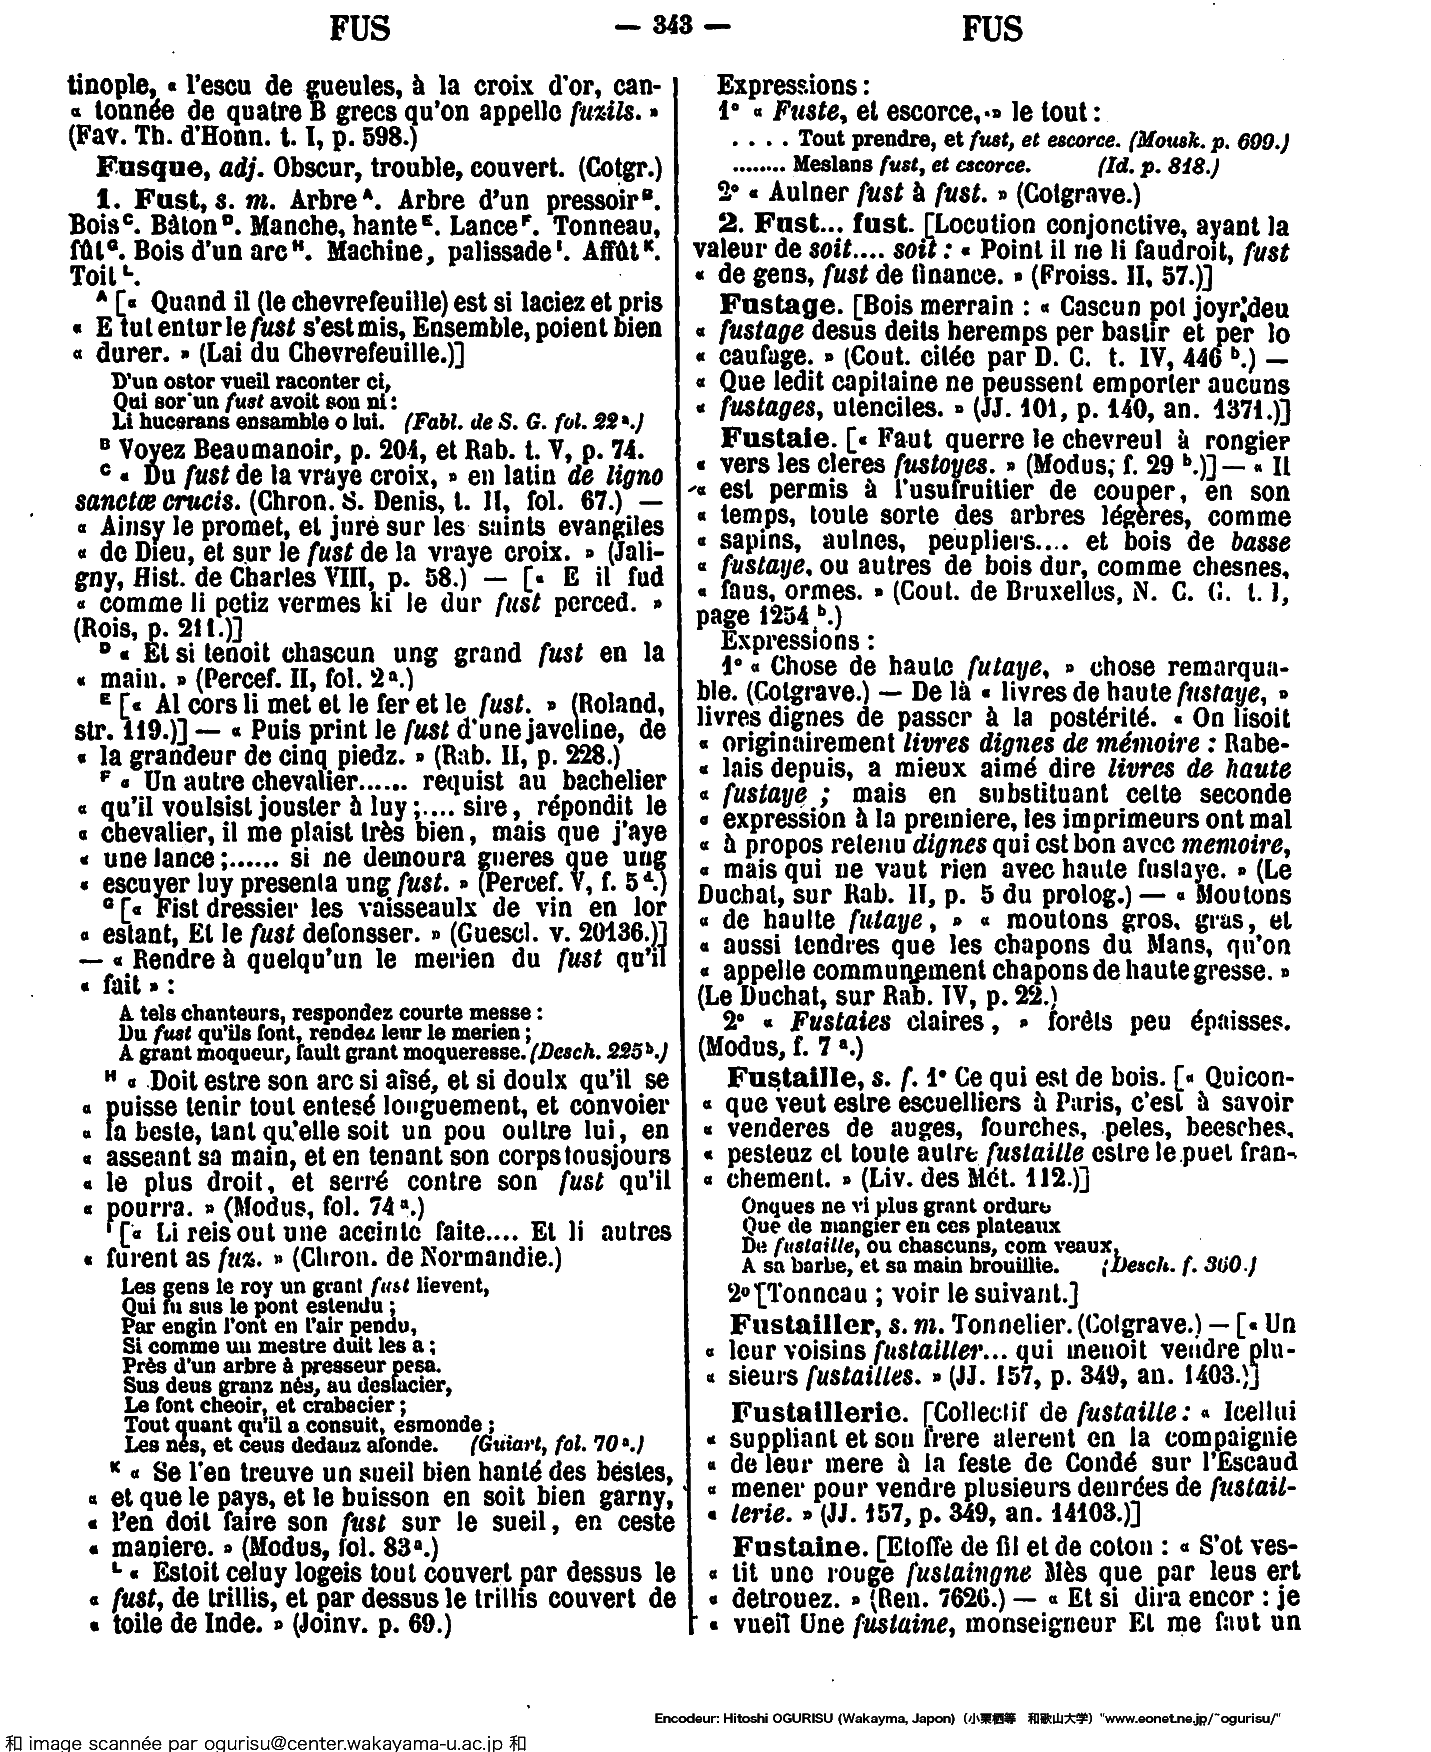 FUS — 343 — FUS
tinople, « l'escu de gueules, à la croix d'or, can-
« tonnée de quatre B grecs qu'on appelle fuzils. »
(Fav. Th. d'Honn. t. I, p. 598.)
Fusque, adj. Obscur, trouble, couvert. (Cotgr.)
1. Fust, s. m. Arbre ᴬ. Arbre d'un pressoir ᴮ.
Bois ᶜ. Bâton ᴰ. Manche, hante ᴱ. Lance ꟳ. Tonneau,
fût ᴳ. Bois d'un arc ᴴ. Machine, palissade ᴵ. Affût ᴷ.
Toit ᴸ.
ᴬ [« Quand il (le chevrefeuille) est si laciez et pris
« E tut entur le fust s'est mis, Ensemble, poient bien
« durer. » (Lai du Chevrefeuille.)]
D'un ostor vueil raconter ci,
Qui sor un fust avoit son ni :
Li hucerans ensamble o lui. (Fabl. de S. G. fol. 22 ª.)
ᴮ Voyez Beaumanoir, p. 204, et Rab. t. V, p. 74.
ᶜ « Du fust de la vraye croix, » en latin de ligno
sanctæ crucis. (Chron. S. Denis, t. II, fol. 67.) —
« Ainsy le promet, et juré sur les saints evangiles
« de Dieu, et sur le fust de la vraye croix. » (Jali-
gny, Hist. de Charles VIII, p. 58.) — [« E il fud
« comme li petiz vermes ki le dur fust perced. »
(Rois, p. 211.)]
ᴰ « Et si tenoit chascun ung grand fust en la
« main. » (Percef. II, fol. 2 ª.)
ᴱ [« Al cors li met et le fer et le fust. » (Roland,
str. 119.)] — « Puis print le fust d'une javeline, de
« la grandeur de cinq piedz. » (Rab. II, p. 228.)
ꟳ « Un autre chevalier...... requist au bachelier
« qu'il voulsist jouster à luy ;.... sire, répondit le
« chevalier, il me plaist très bien, mais que j'aye
« une lance ;...... si ne demoura gueres que ung
« escuyer luy presenta ung fust. » (Percef. V, f. 5 ᵈ.)
ᴳ [« Fist dressier les vaisseaulx de vin en lor
« estant, Et le fust defonsser. » (Guescl. v. 20136.)]
— « Rendre à quelqu'un le merien du fust qu'il
« fait » :
A tels chanteurs, respondez courte messe :
Du fust qu'ils font, rendez leur le merien ;
A grant moqueur, fault grant moqueresse. (Desch. 225 ᵇ.)
ᴴ « Doit estre son arc si aisé, et si doulx qu'il se
« puisse tenir tout entesé longuement, et convoier
« la beste, tant qu'elle soit un pou oultre lui, en
« asseant sa main, et en tenant son corps tousjours
« le plus droit, et serré contre son fust qu'il
« pourra. » (Modus, fol. 74 ª.)
ᴵ [« Li reis out une aceinte faite.... Et li autres
« furent as fuz. » (Chron. de Normandie.)
Les gens le roy un grant fust lievent,
Qui fu sus le pont estendu ;
Par engin l'ont en l'air pendu,
Si comme un mestre duit les a ;
Près d'un arbre à presseur pesa.
Sus deus granz nés, au deslacier,
Le font cheoir, et crabacier ;
Tout quant qu'il a consuit, esmonde ;
Les nés, et ceus dedauz afonde. (Guiart, fol. 70 ª.)
ᴷ « Se l'en treuve un sueil bien hanté des bestes,
« et que le pays, et le buisson en soit bien garny,
« l'en doit faire son fust sur le sueil, en ceste
« maniere. » (Modus, fol. 83 ª.)
ᴸ « Estoit celuy logeis tout couvert par dessus le
« fust, de trillis, et par dessus le trillis couvert de
« toile de Inde. » (Joinv. p. 69.)
Expressions :
1° « Fuste, et escorce, » le tout :
. . . . Tout prendre, et fust, et escorce. (Mousk. p. 609.)
........ Meslans fust, et escorce. (Id. p. 818.)
2° « Aulner fust à fust. » (Cotgrave.)
2. Fust... fust. [Locution conjonctive, ayant la
valeur de soit.... soit : « Point il ne li faudroit, fust
« de gens, fust de finance. » (Froiss. II, 57.)]
Fustage. [Bois merrain : « Cascun pot joyr deu
« fustage desus deits heremps per bastir et per lo
« caufage. » (Cout. citée par D. C. t. IV, 446 ᵇ.) —
« Que ledit capitaine ne peussent emporter aucuns
« fustages, utenciles. » (JJ. 101, p. 140, an. 1371.)]
Fustaie. [« Faut querre le chevreul à rongier
« vers les cleres fustoyes. » (Modus, f. 29 ᵇ.)] — « Il
« est permis à l'usufruitier de couper, en son
« temps, toute sorte des arbres légères, comme
« sapins, aulnes, peupliers.... et bois de basse
« fustaye, ou autres de bois dur, comme chesnes,
« faus, ormes. » (Cout. de Bruxelles, N. C. G. t. I,
page 1254 ᵇ.)
Expressions :
1° « Chose de haute futaye, » chose remarqua-
ble. (Cotgrave.) — De là « livres de haute fustaye, »
livres dignes de passer à la postérité. « On lisoit
« originairement livres dignes de mémoire : Rabe-
« lais depuis, a mieux aimé dire livres de haute
« fustaye ; mais en substituant cette seconde
« expression à la premiere, les imprimeurs ont mal
« à propos retenu dignes qui est bon avec memoire,
« mais qui ne vaut rien avec haute fustaye. » (Le
Duchat, sur Rab. II, p. 5 du prolog.) — « Moutons
« de haulte futaye, » « moutons gros, gras, et
« aussi tendres que les chapons du Mans, qu'on
« appelle communement chapons de haute gresse. »
(Le Duchat, sur Rab. IV, p. 22.)
2° « Fustaies claires, » forêts peu épaisses.
(Modus, f. 7 ª.)
Fustaille, s. f. 1° Ce qui est de bois. [« Quicon-
« que veut estre escuelliers à Paris, c'est à savoir
« venderes de auges, fourches, peles, beesches,
« pesteuz et toute autre fustaille estre le puet fran-
« chement. » (Liv. des Mét. 112.)]
Onques ne vi plus grant ordure
Que de mangier en ces plateaux
De fustaille, ou chascuns, com veaux,
A sa barbe, et sa main brouillie. (Desch. f. 360.)
2° [Tonneau ; voir le suivant.]
Fustailler, s. m. Tonnelier. (Cotgrave.) — [« Un
« leur voisins fustailler... qui menoit vendre plu-
« sieurs fustailles. » (JJ. 157, p. 349, an. 1403.)]
Fustaillerie. [Collectif de fustaille : « Icellui
« suppliant et son frere alerent en la compaignie
« de leur mere à la feste de Condé sur l'Escaud
« mener pour vendre plusieurs denrées de fustail-
« lerie. » (JJ. 157, p. 349, an. 14103.)]
Fustaine. [Etoffe de fil et de coton : « S'ot ves-
« tit une rouge fustaingne Mès que par leus ert
« detrouez. » (Ren. 7626.) — « Et si dira encor : je
« vueil Une fustaine, monseigneur Et me faut un
Encodeur: Hitoshi OGURISU (Wakayma, Japon) (小栗栖等 和歌山大学) "www.eonet.ne.jp/~ogurisu/"
和 image scannée par ogurisu@center.wakayama-u.ac.jp 和